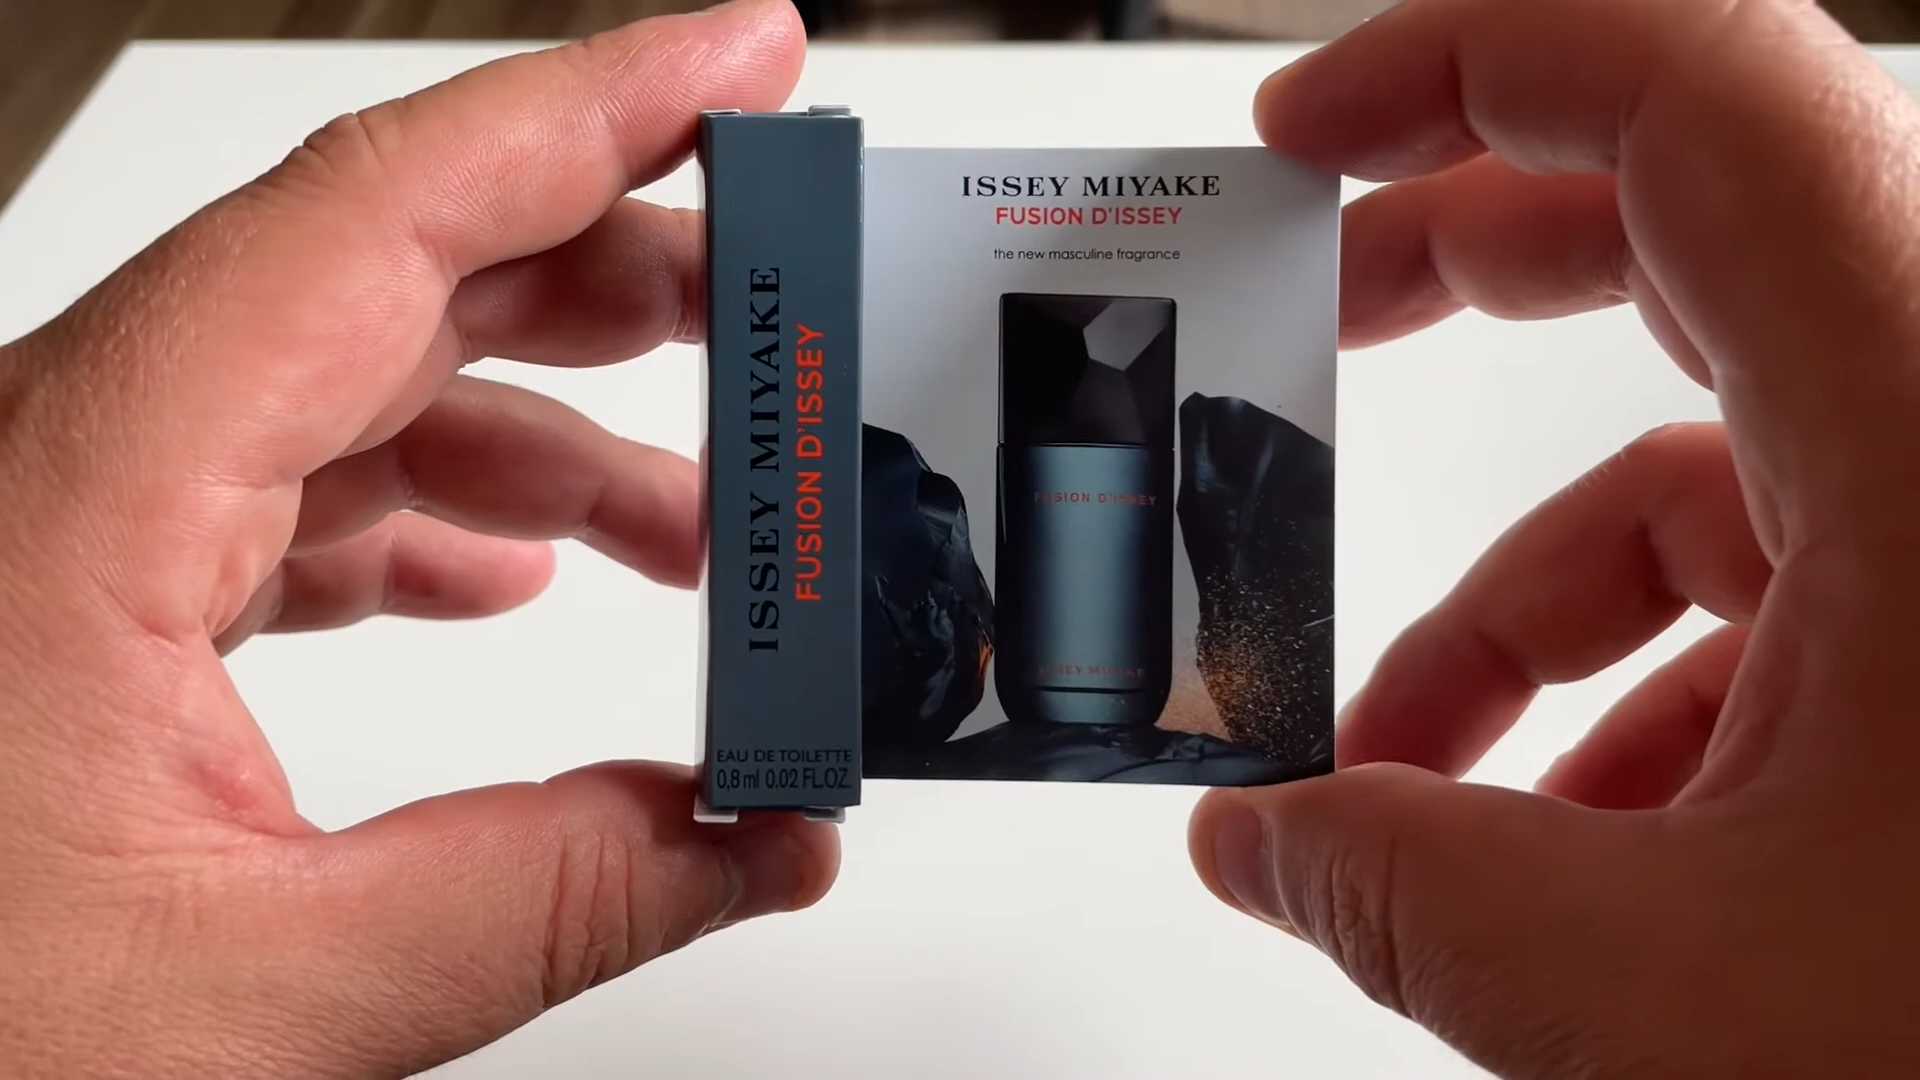 ISSEY MIYAKE
FUSION D'ISSEY
EAU DE TOILETTE
0,8 ml 0.02 FL.OZ.
ISSEY MIYAKE
FUSION D'ISSEY
the new masculine fragrance
FUSION D'ISSEY
ISSEY MIYAKE